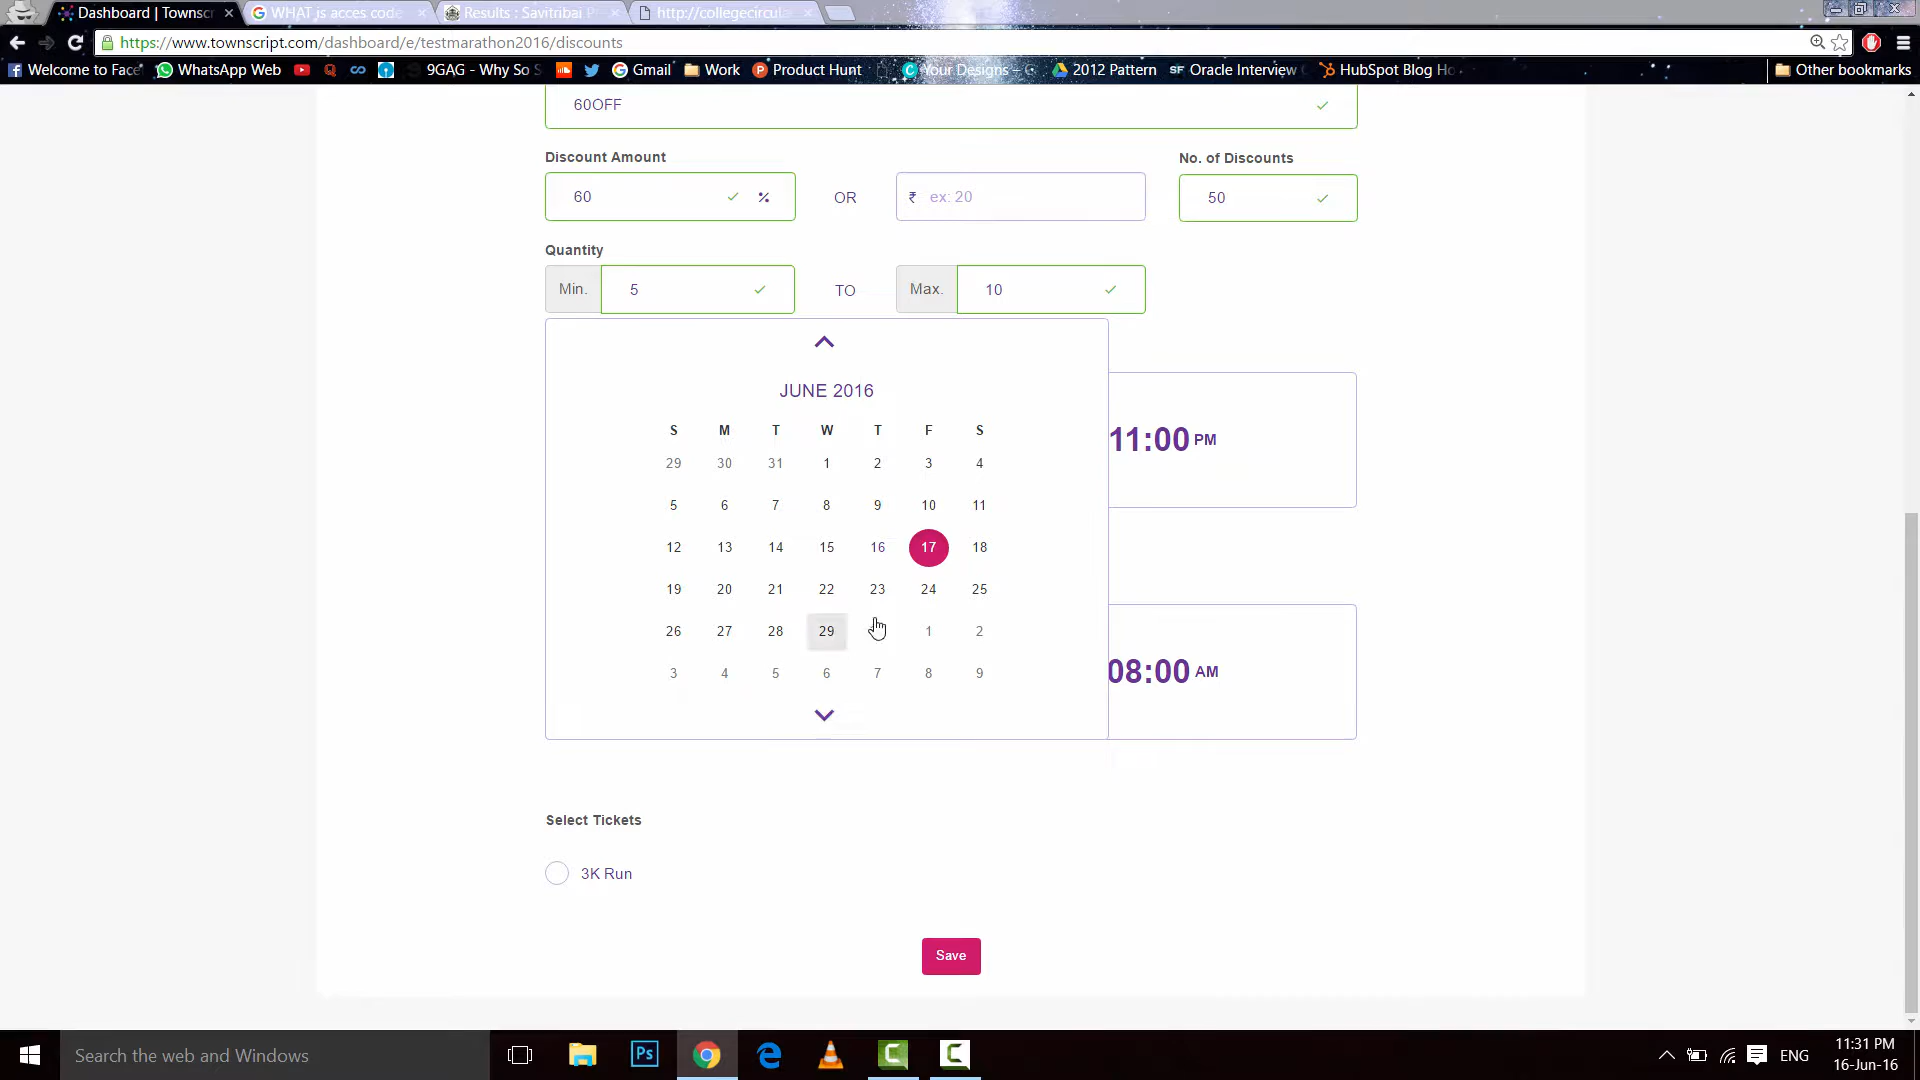 Dashboard | Townscr
WHAT is acces code
Results : Savitribai P
http://collegecircula
https://www.townscript.com/dashboard/e/testmarathon2016/discounts
Welcome to Face
WhatsApp Web
9GAG - Why So S
Gmail
Work
Product Hunt
Your Designs –
2012 Pattern
SF Oracle Interview
HubSpot Blog Ho
Other bookmarks
60OFF
Discount Amount
No. of Discounts
60 %
OR
₹ ex: 20
50
Quantity
Min. 5
TO
Max. 10
JUNE 2016
S M T W T F S
29 30 31 1 2 3 4
5 6 7 8 9 10 11
12 13 14 15 16 17 18
19 20 21 22 23 24 25
26 27 28 29 1 2
3 4 5 6 7 8 9
11:00 PM
08:00 AM
Select Tickets
3K Run
Save
Search the web and Windows
Ps
ENG
11:31 PM
16-Jun-16